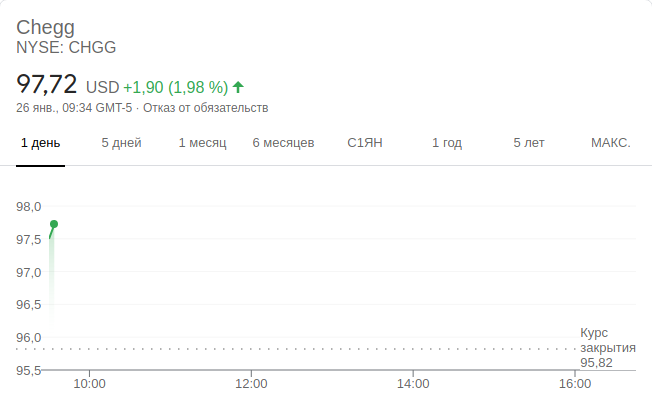 Chegg
NYSE: CHGG
97,72 USD +1,90 (1,98 %)
26 янв., 09:34 GMT-5 · Отказ от обязательств
1 день 5 дней 1 месяц 6 месяцев С1ЯН 1 год 5 лет МАКС.
98,0
97,5
97,0
96,5
96,0
95,5
Курс
закрытия
95,82
10:00 12:00 14:00 16:00